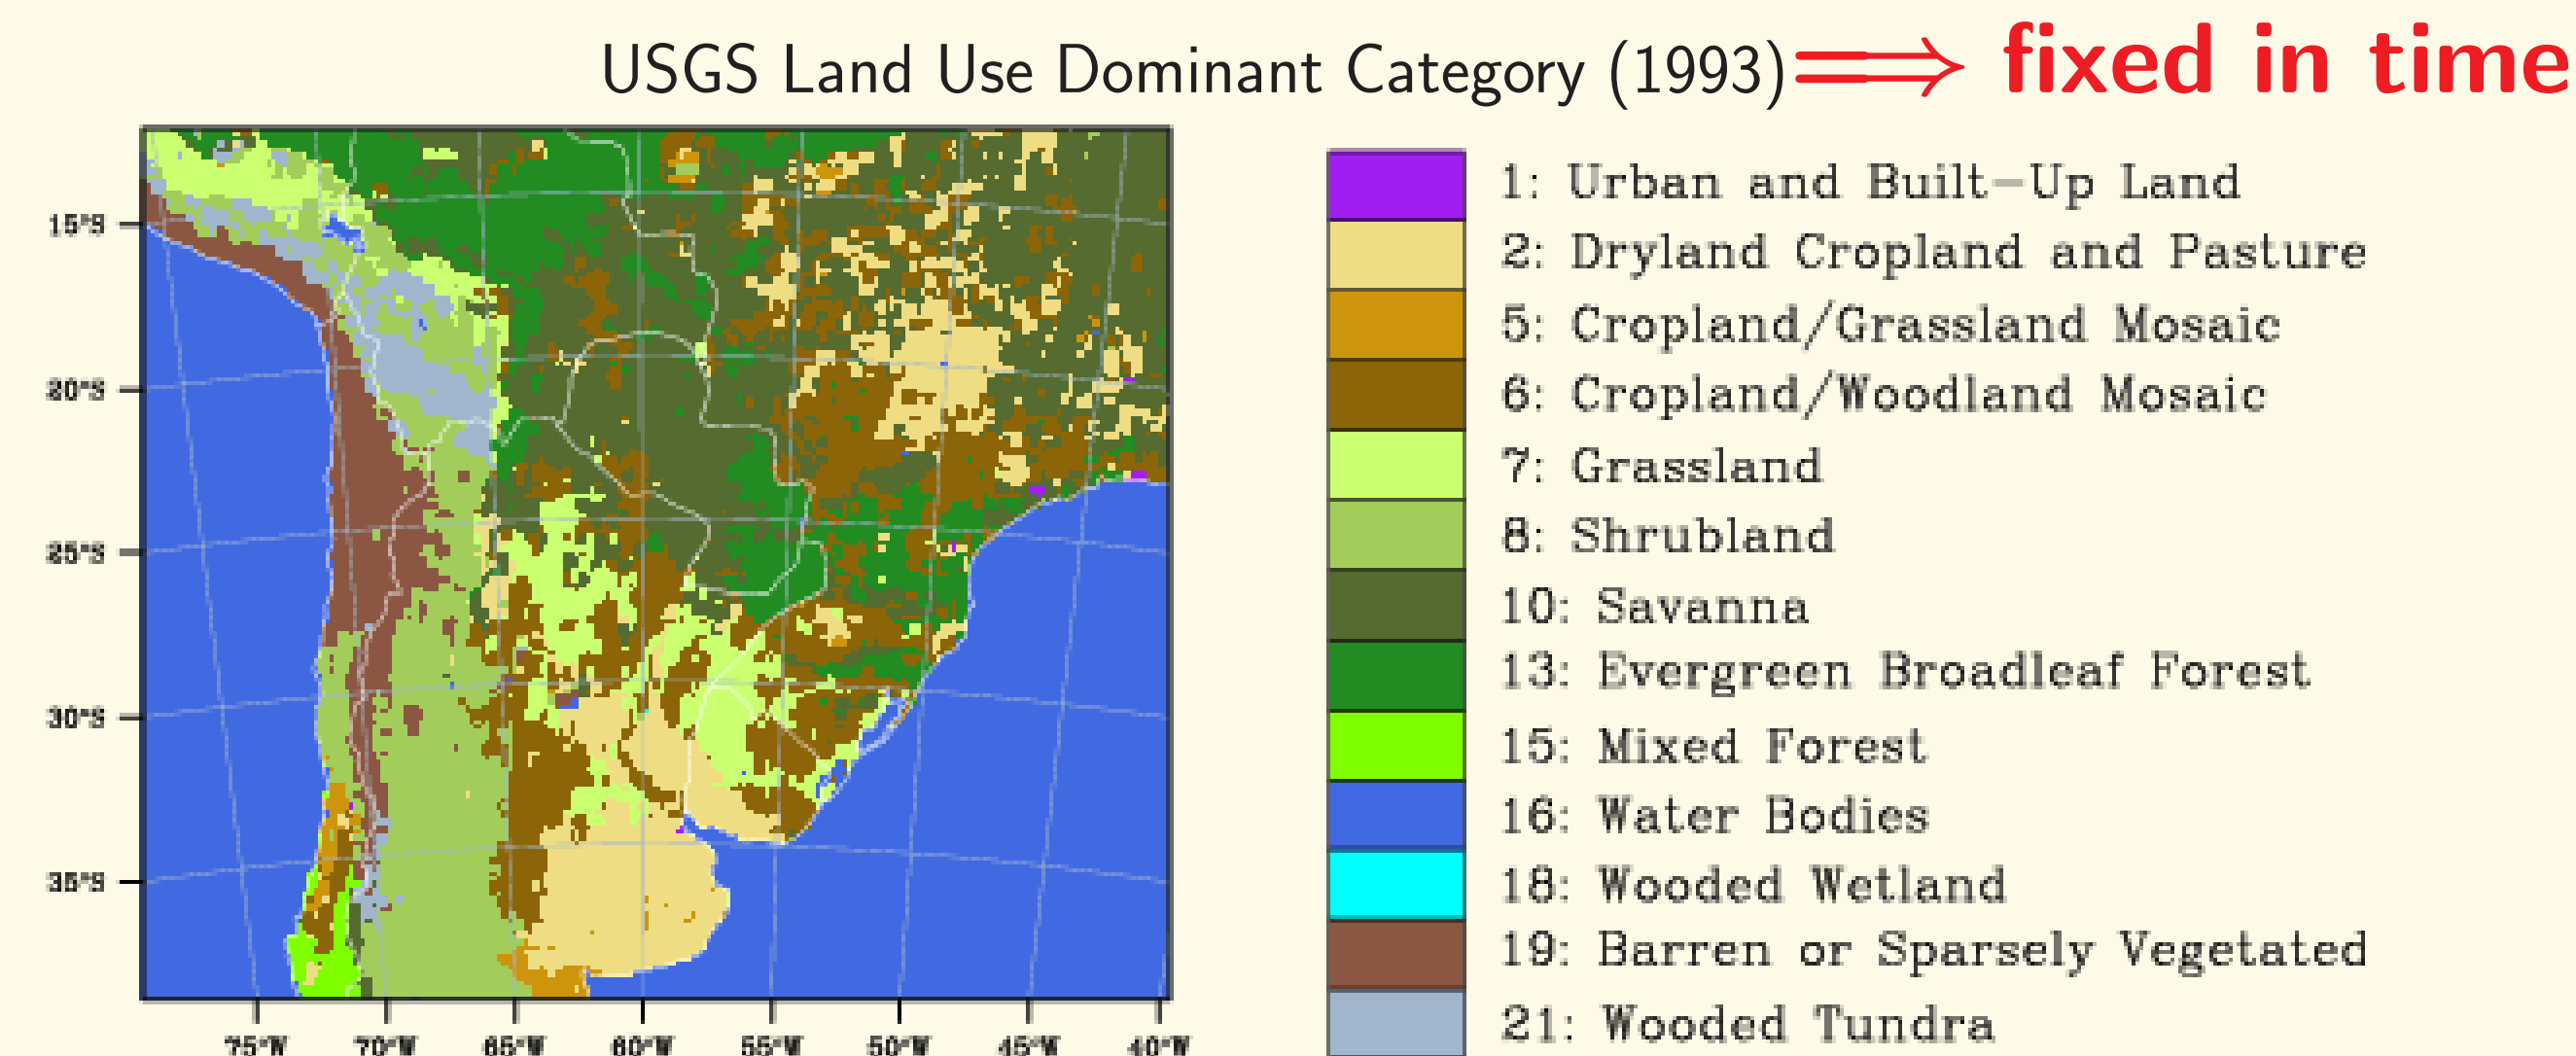 USGS Land Use Dominant Category (1993)⟹ fixed in time
1: Urban and Built-Up Land
2: Dryland Cropland and Pasture
5: Cropland/Grassland Mosaic
6: Cropland/Woodland Mosaic
7: Grassland
8: Shrubland
10: Savanna
13: Evergreen Broadleaf Forest
15: Mixed Forest
16: Water Bodies
18: Wooded Wetland
19: Barren or Sparsely Vegetated
21: Wooded Tundra
15°S
20°S
25°S
30°S
35°S
75°W 70°W 65°W 60°W 55°W 50°W 45°W 40°W